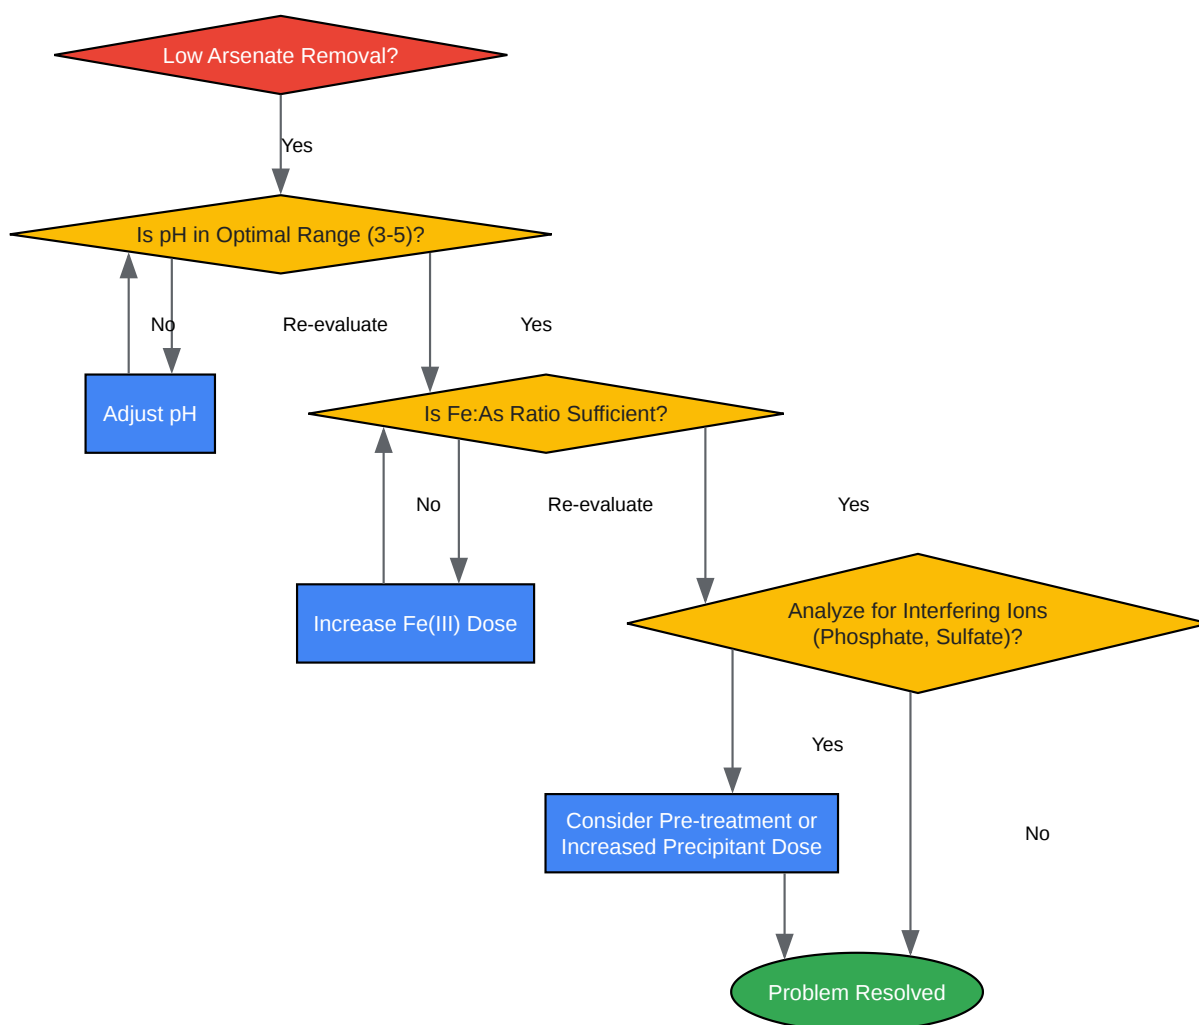 Low Arsenate Removal?
Yes
Is pH in Optimal Range (3-5)?
No
Re-evaluate
Yes
Adjust pH
Is Fe:As Ratio Sufficient?
No
Re-evaluate
Yes
Increase Fe(III) Dose
Analyze for Interfering Ions
(Phosphate, Sulfate)?
Yes
Consider Pre-treatment or
Increased Precipitant Dose
No
Problem Resolved